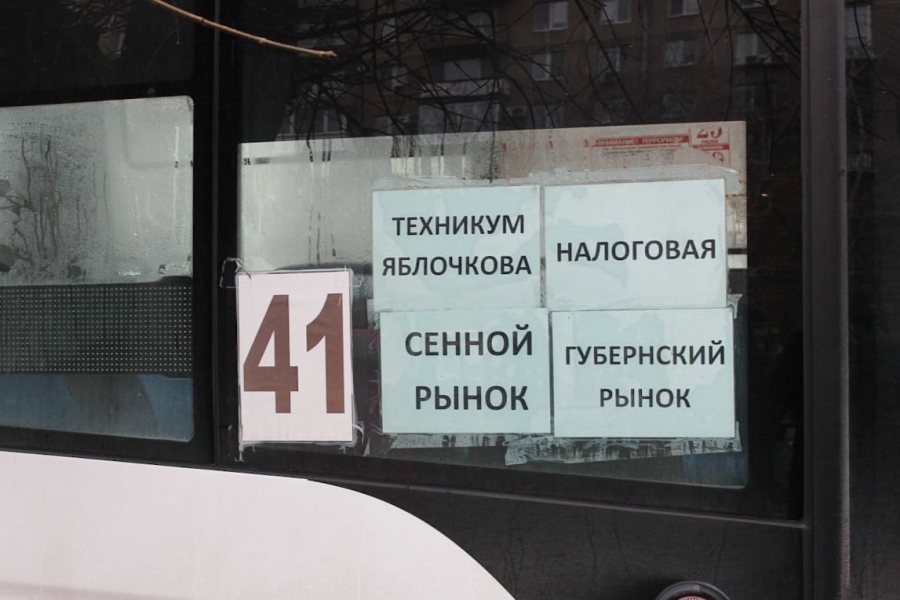 41
ТЕХНИКУМ
ЯБЛОЧКОВА
НАЛОГОВАЯ
СЕННОЙ
РЫНОК
ГУБЕРНСКИЙ
РЫНОК